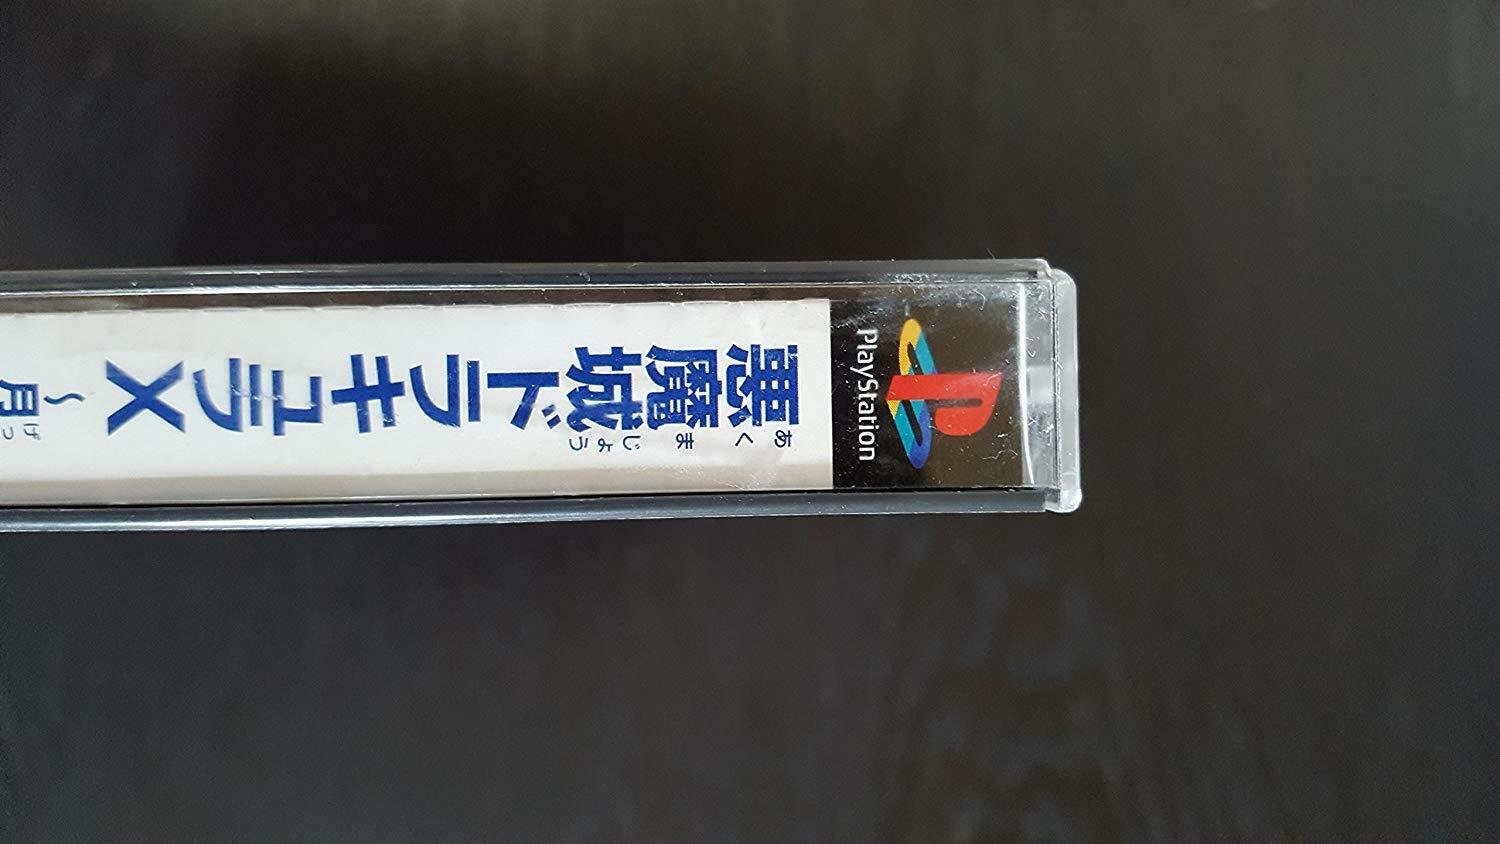 PlayStation
悪魔城ドラキュラX ～月
あくまじょう
げっ